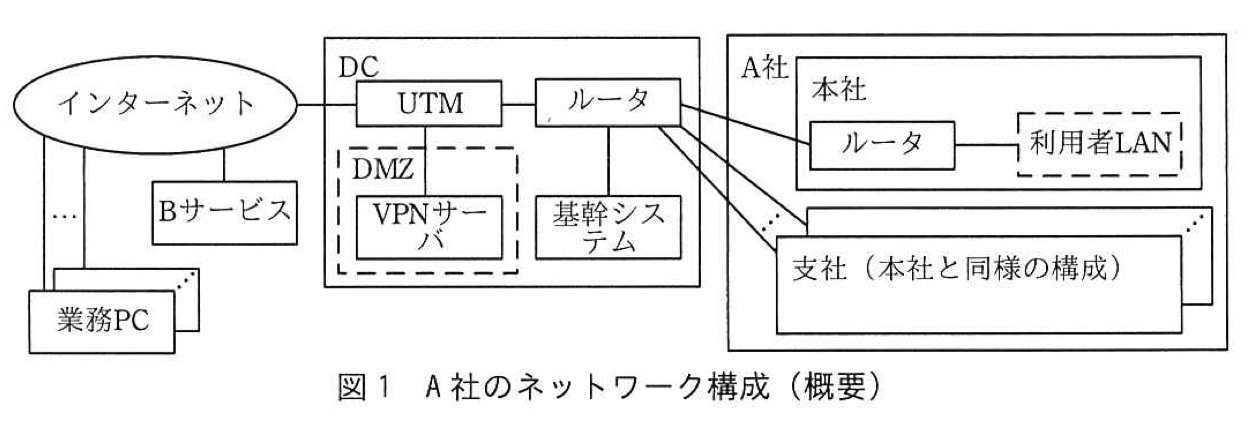 DC
インターネット
UTM
ルータ
DMZ
VPNサー
バ
基幹シス
テム
Bサービス
…
業務PC
A社
本社
ルータ
利用者LAN
支社（本社と同様の構成）
図1 A社のネットワーク構成（概要）